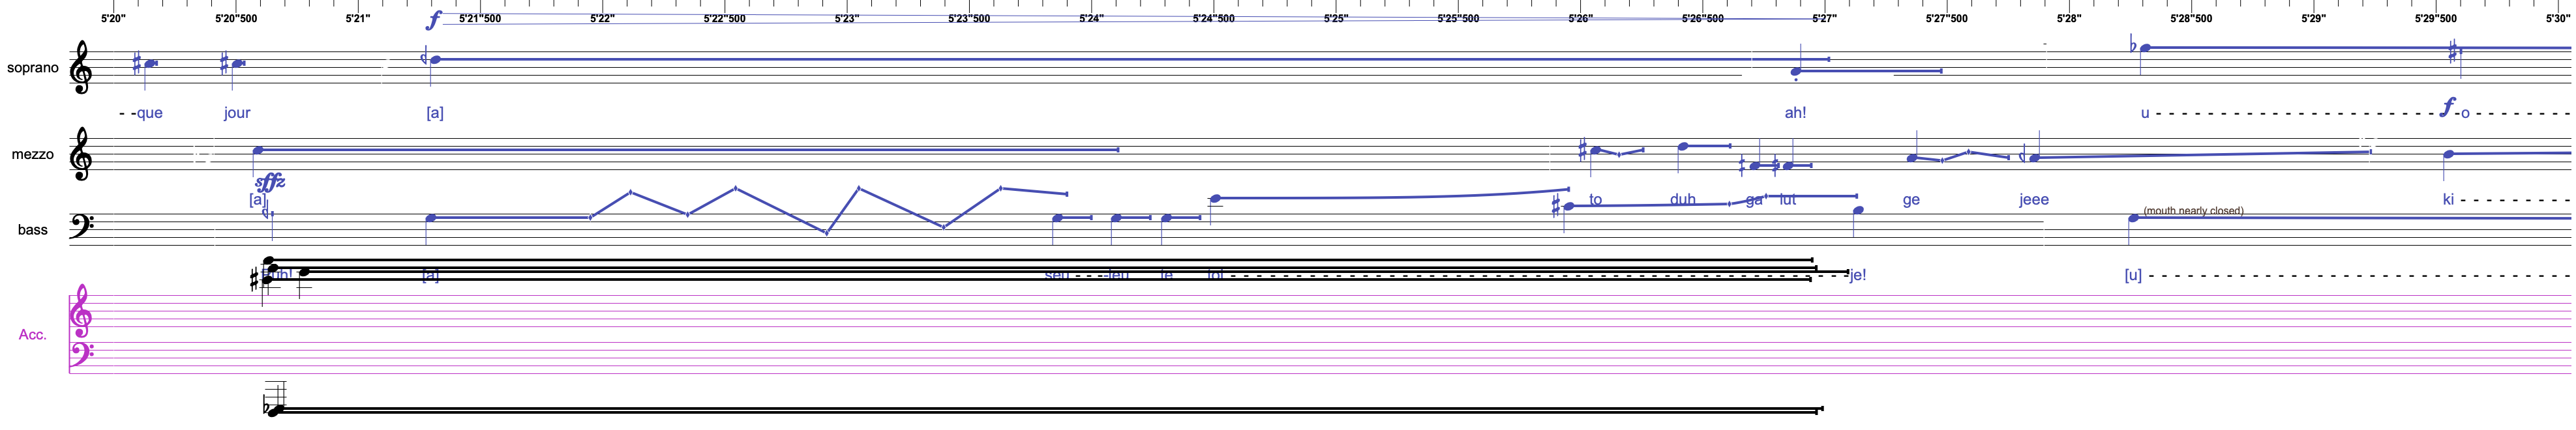 5'20" 5'20"500 5'21" 5'21"500 5'22" 5'22"500 5'23" 5'23"500 5'24" 5'24"500 5'25" 5'25"500 5'26" 5'26"500 5'27" 5'27"500 5'28" 5'28"500 5'29" 5'29"500 5'30"
f
soprano
- -que jour [a] ah! u - - - f - o - - -
mezzo
sffz
[a] to duh ga lut ge jeee ki - - -
bass
(mouth nearly closed)
[a] seu - - - -leu le - - - je! [u] - - -
Acc.